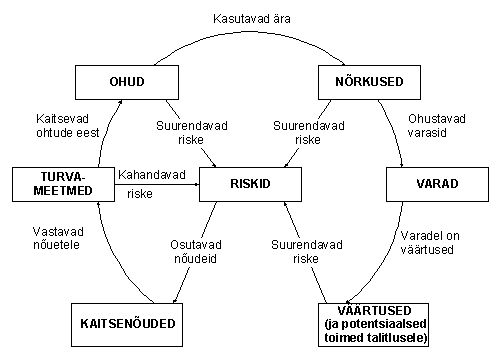 Kasutavad ära
OHUD
NÕRKUSED
Kaitsevad
ohtude eest
Suurendavad
riske
Suurendavad
riske
Ohustavad
varasid
TURVA-
MEETMED
Kahandavad
riske
RISKID
VARAD
Vastavad
nõuetele
Osutavad
nõudeid
Suurendavad
riske
Varadel on
väärtused
KAITSENÕUDED
VÄÄRTUSED
(ja potentsiaalsed
toimed talitlusele)